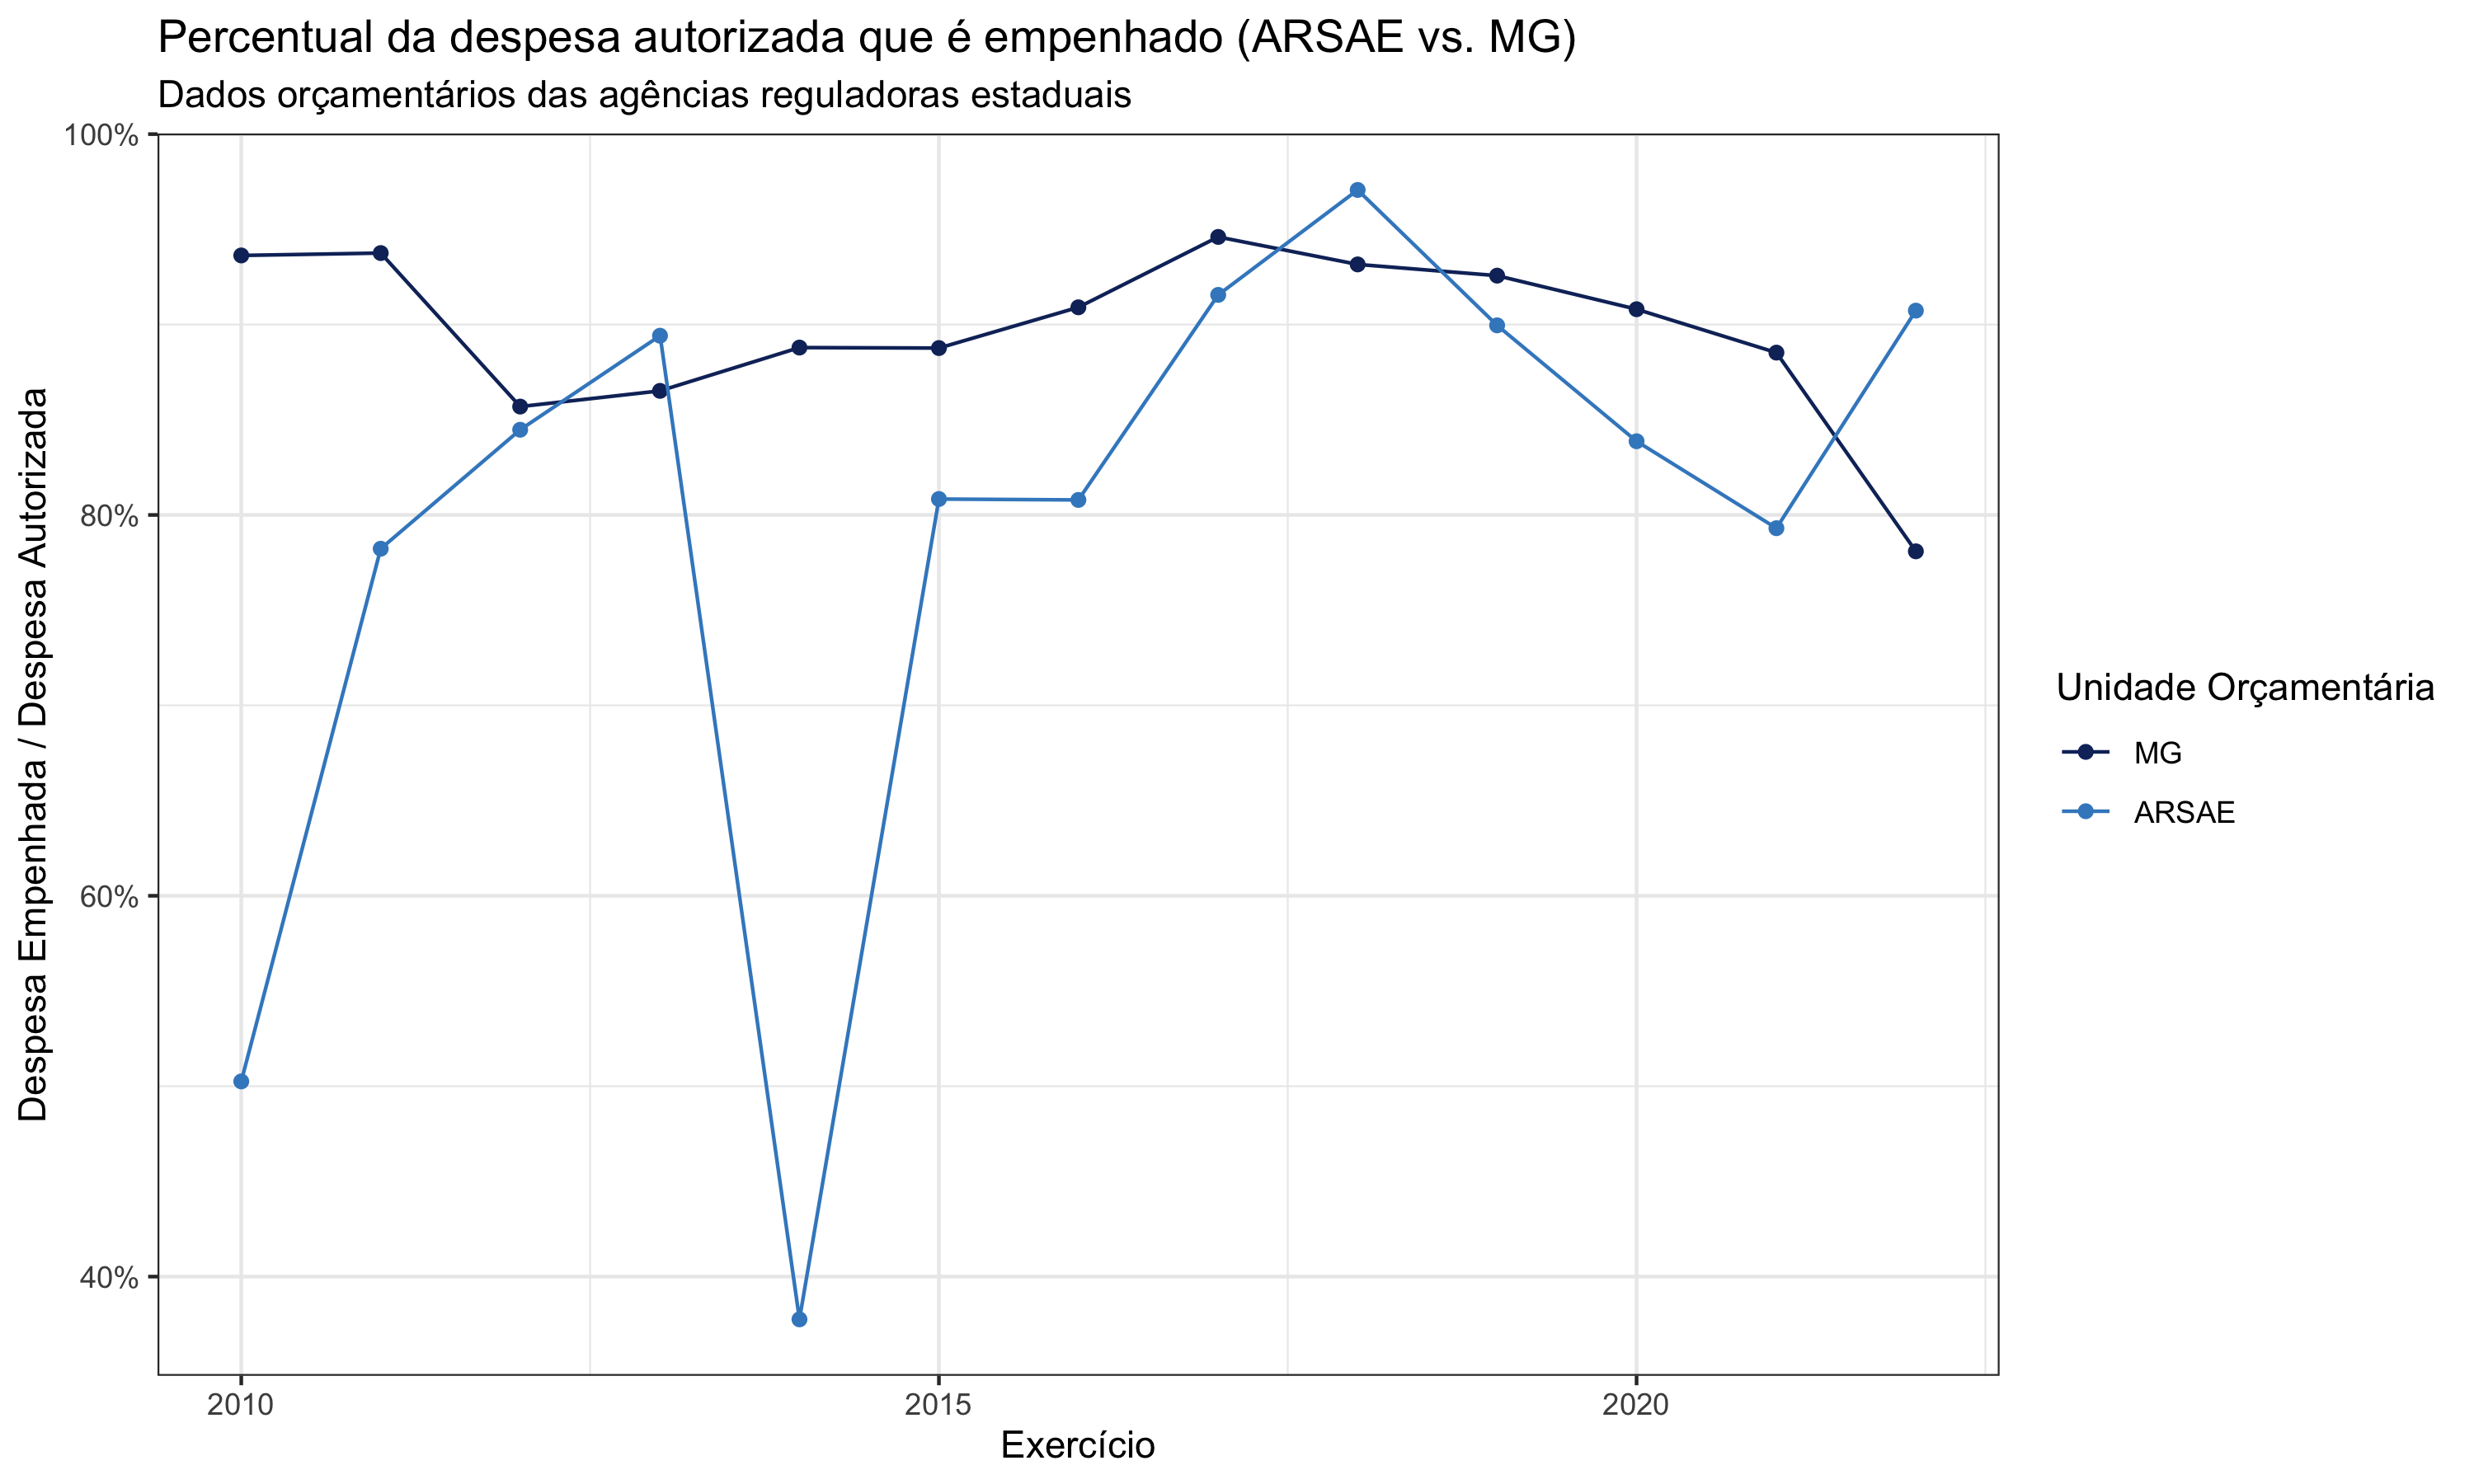 Percentual da despesa autorizada que é empenhado (ARSAE vs. MG)
Dados orçamentários das agências reguladoras estaduais
Despesa Empenhada / Despesa Autorizada
100%
80%
60%
40%
2010
2015
2020
Exercício
Unidade Orçamentária
MG
ARSAE